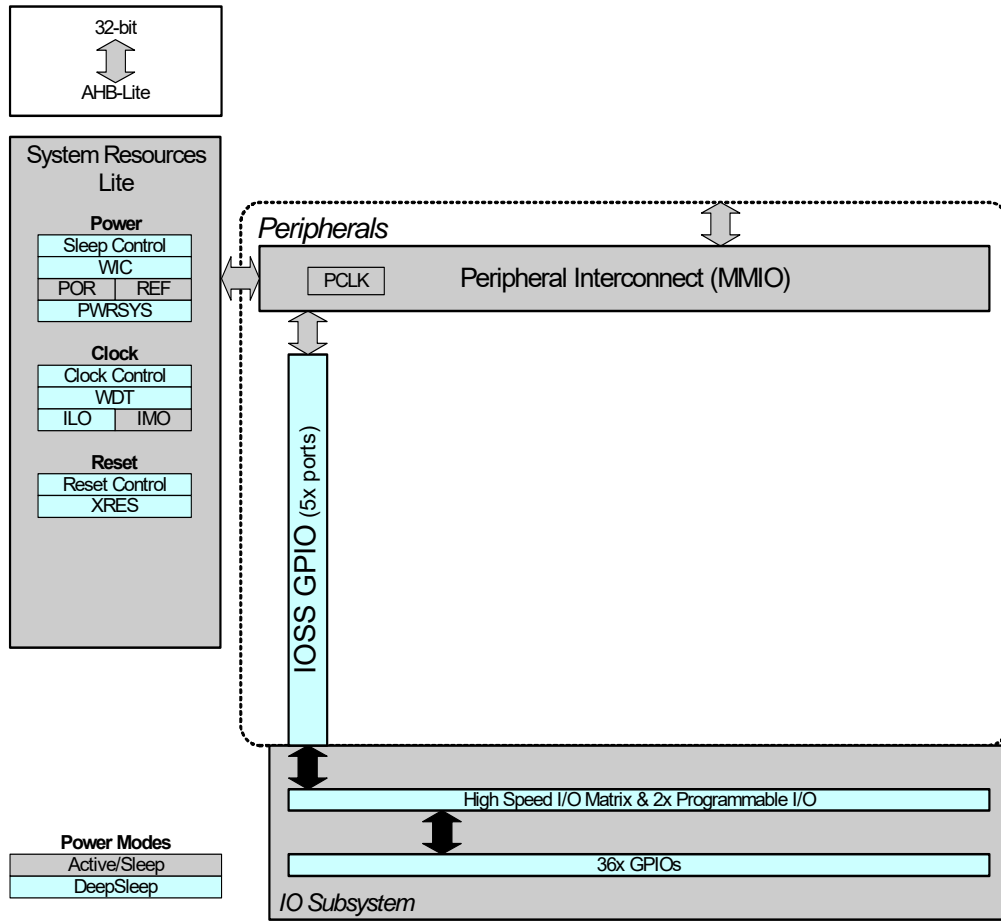 32-bit
AHB-Lite
System Resources
Lite
Power
Sleep Control
WIC
POR REF
PWRSYS
Clock
Clock Control
WDT
ILO IMO
Reset
Reset Control
XRES
Peripherals
PCLK Peripheral Interconnect (MMIO)
IOSS GPIO (5x ports)
High Speed I/O Matrix & 2x Programmable I/O
36x GPIOs
IO Subsystem
Power Modes
Active/Sleep
DeepSleep